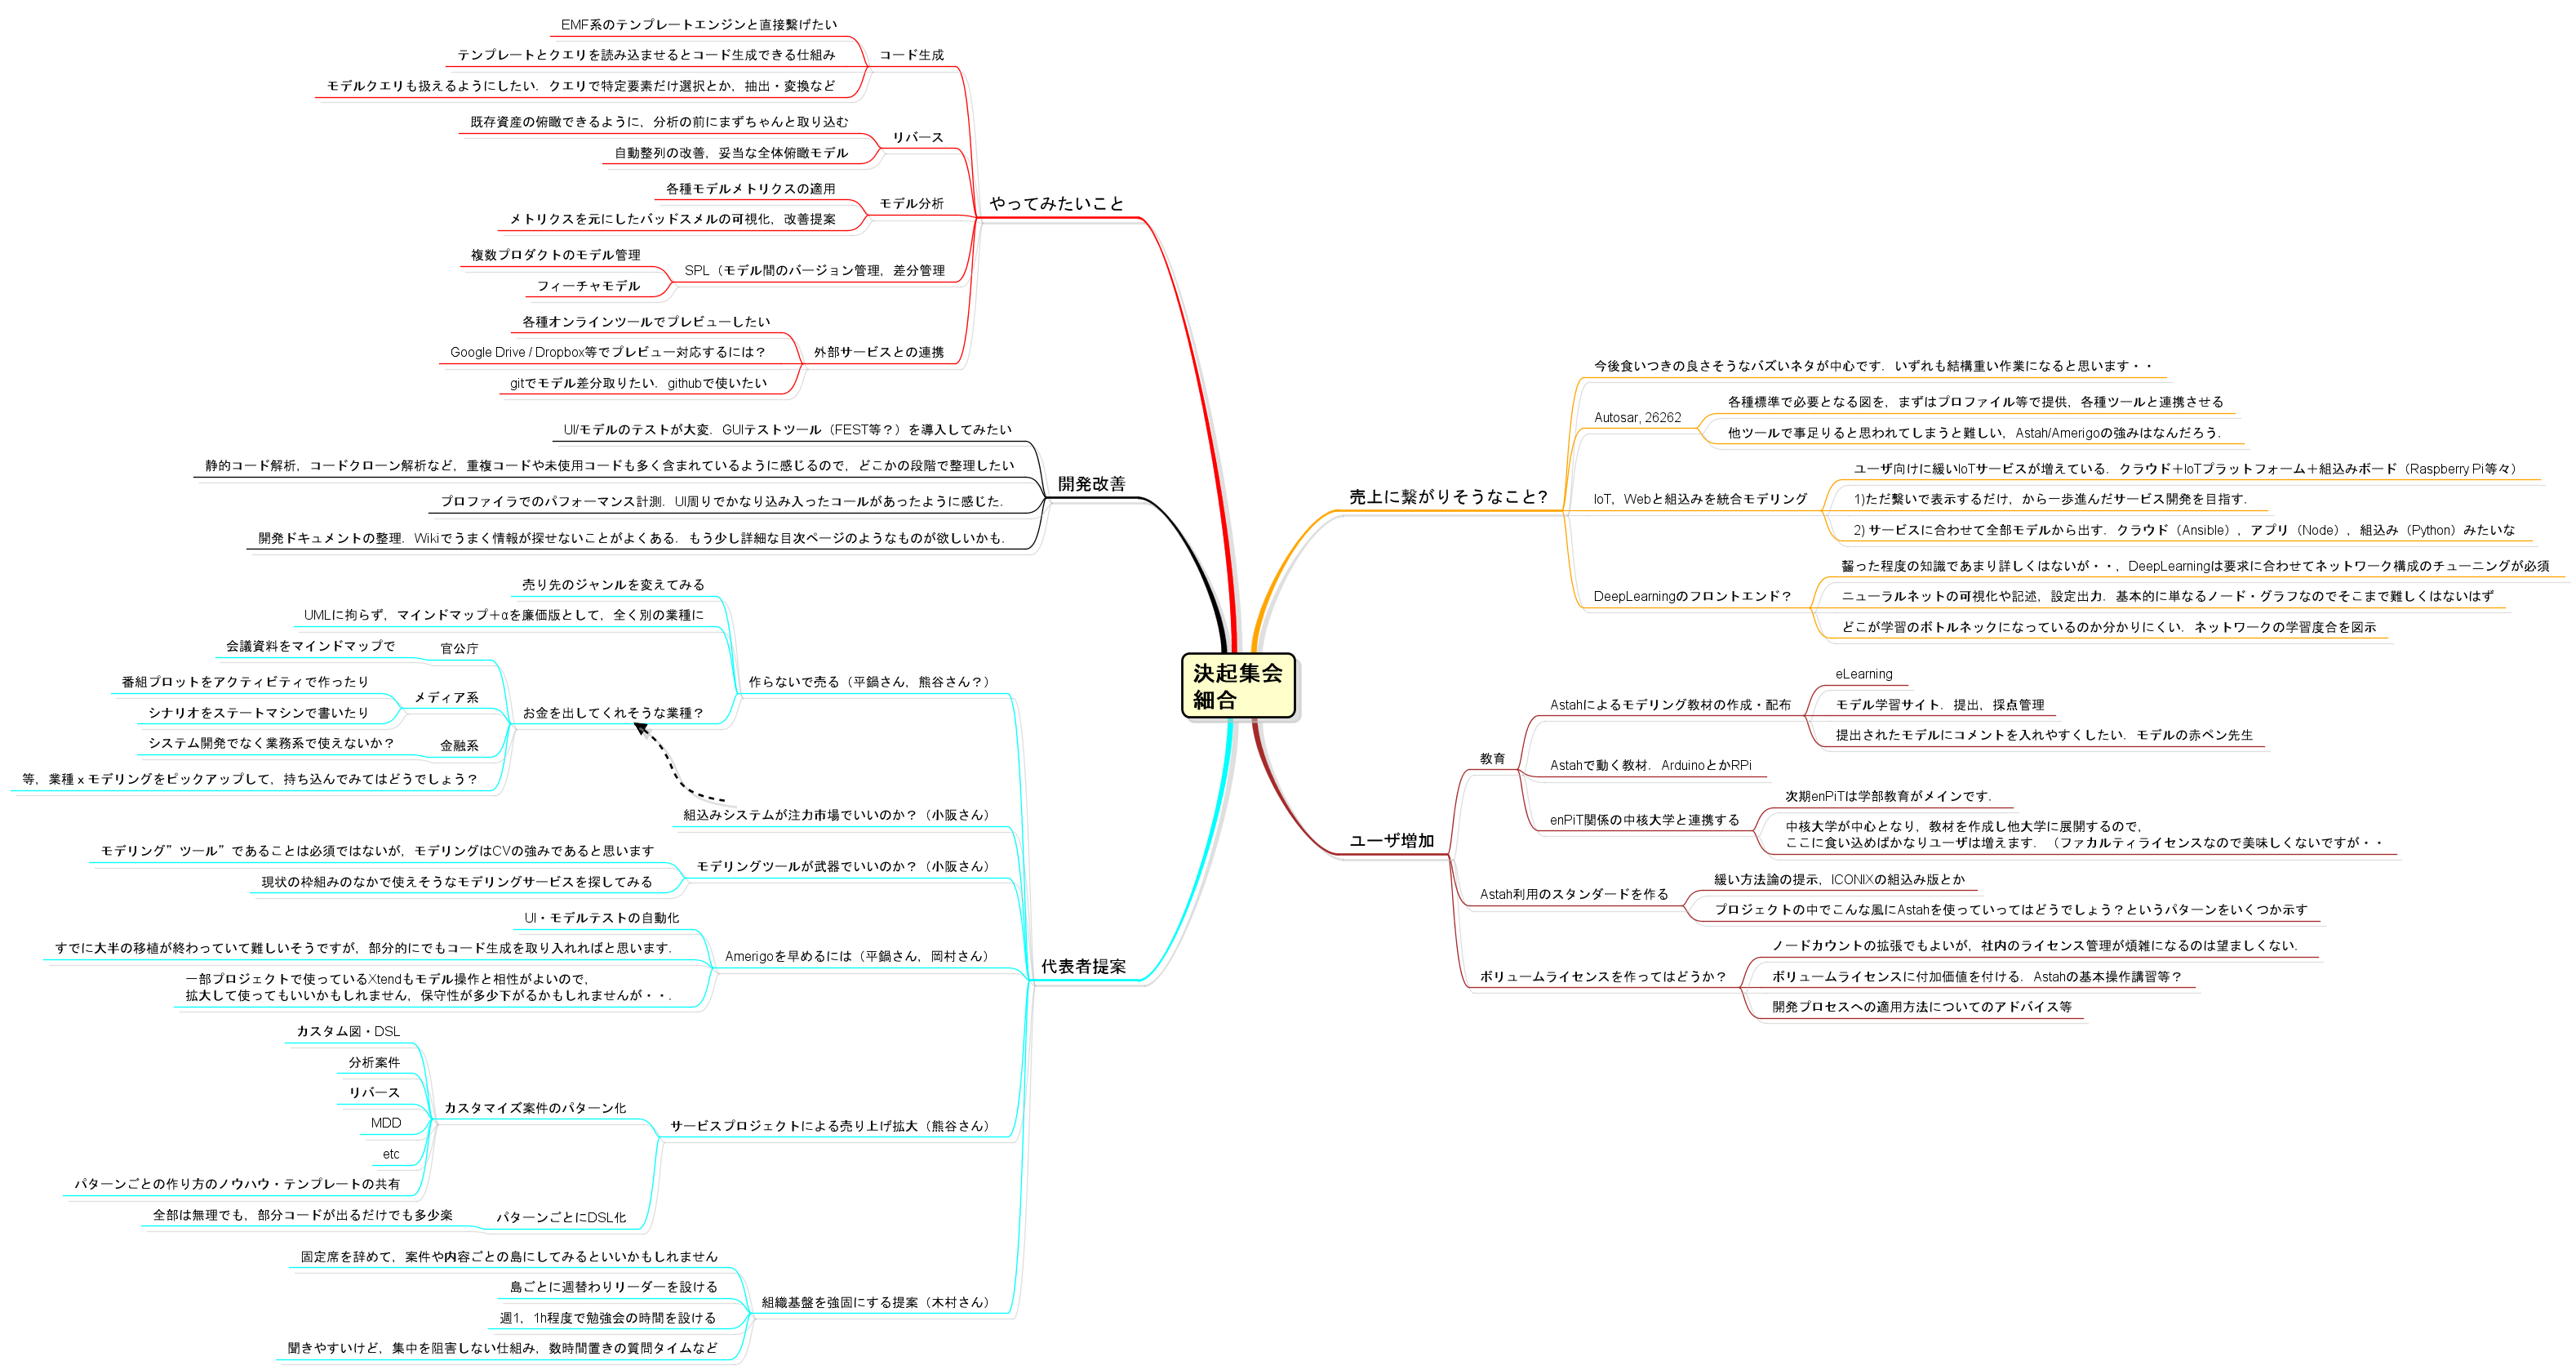 決起集会
細合
やってみたいこと
コード生成
EMF系のテンプレートエンジンと直接繋げたい
テンプレートとクエリを読み込ませるとコード生成できる仕組み
モデルクエリも扱えるようにしたい．クエリで特定要素だけ選択とか，抽出・変換など
リバース
既存資産の俯瞰できるように，分析の前にまずちゃんと取り込む
自動整列の改善，妥当な全体俯瞰モデル
モデル分析
各種モデルメトリクスの適用
メトリクスを元にしたバッドスメルの可視化，改善提案
SPL（モデル間のバージョン管理，差分管理
複数プロダクトのモデル管理
フィーチャモデル
外部サービスとの連携
各種オンラインツールでプレビューしたい
Google Drive / Dropbox等でプレビュー対応するには？
gitでモデル差分取りたい．githubで使いたい
開発改善
UI/モデルのテストが大変．GUIテストツール（FEST等？）を導入してみたい
静的コード解析，コードクローン解析など，重複コードや未使用コードも多く含まれているように感じるので，どこかの段階で整理したい
プロファイラでのパフォーマンス計測．UI周りでかなり込み入ったコールがあったように感じた．
開発ドキュメントの整理．Wikiでうまく情報が探せないことがよくある．もう少し詳細な目次ページのようなものが欲しいかも．
代表者提案
作らないで売る（平鍋さん，熊谷さん？）
売り先のジャンルを変えてみる
UMLに拘らず，マインドマップ＋αを廉価版として，全く別の業種に
お金を出してくれそうな業種？
官公庁
会議資料をマインドマップで
メディア系
番組プロットをアクティビティで作ったり
シナリオをステートマシンで書いたり
金融系
システム開発でなく業務系で使えないか？
等，業種 x モデリングをピックアップして，持ち込んでみてはどうでしょう？
組込みシステムが注力市場でいいのか？（小阪さん）
モデリングツールが武器でいいのか？（小阪さん）
モデリング”ツール”であることは必須ではないが，モデリングはCVの強みであると思います
現状の枠組みのなかで使えそうなモデリングサービスを探してみる
Amerigoを早めるには（平鍋さん，岡村さん）
UI・モデルテストの自動化
すでに大半の移植が終わっていて難しいそうですが，部分的にでもコード生成を取り入れればと思います．
一部プロジェクトで使っているXtendもモデル操作と相性がよいので，
拡大して使ってもいいかもしれません，保守性が多少下がるかもしれませんが・・．
サービスプロジェクトによる売り上げ拡大（熊谷さん）
カスタマイズ案件のパターン化
カスタム図・DSL
分析案件
リバース
MDD
etc
パターンごとの作り方のノウハウ・テンプレートの共有
パターンごとにDSL化
全部は無理でも，部分コードが出るだけでも多少楽
組織基盤を強固にする提案（木村さん）
固定席を辞めて，案件や内容ごとの島にしてみるといいかもしれません
島ごとに週替わりリーダーを設ける
週1，1h程度で勉強会の時間を設ける
聞きやすいけど，集中を阻害しない仕組み，数時間置きの質問タイムなど
売上に繋がりそうなこと?
今後食いつきの良さそうなバズいネタが中心です．いずれも結構重い作業になると思います・・
Autosar, 26262
各種標準で必要となる図を，まずはプロファイル等で提供，各種ツールと連携させる
他ツールで事足りると思われてしまうと難しい，Astah/Amerigoの強みはなんだろう．
IoT，Webと組込みを統合モデリング
ユーザ向けに緩いIoTサービスが増えている．クラウド＋IoTプラットフォーム＋組込みボード（Raspberry Pi等々）
1)ただ繋いで表示するだけ，から一歩進んだサービス開発を目指す．
2) サービスに合わせて全部モデルから出す．クラウド（Ansible）, アプリ（Node）, 組込み（Python）みたいな
DeepLearningのフロントエンド？
齧った程度の知識であまり詳しくはないが・・，DeepLearningは要求に合わせてネットワーク構成のチューニングが必須
ニューラルネットの可視化や記述，設定出力．基本的に単なるノード・グラフなのでそこまで難しくはないはず
どこが学習のボトルネックになっているのか分かりにくい．ネットワークの学習度合を図示
ユーザ増加
教育
Astahによるモデリング教材の作成・配布
eLearning
モデル学習サイト．提出，採点管理
提出されたモデルにコメントを入れやすくしたい．モデルの赤ペン先生
Astahで動く教材．ArduinoとかRPi
enPiT関係の中核大学と連携する
次期enPiTは学部教育がメインです．
中核大学が中心となり，教材を作成し他大学に展開するので，
ここに食い込めばかなりユーザは増えます．（ファカルティライセンスなので美味しくないですが・・
Astah利用のスタンダードを作る
緩い方法論の提示，ICONIXの組込み版とか
プロジェクトの中でこんな風にAstahを使っていってはどうでしょう？というパターンをいくつか示す
ボリュームライセンスを作ってはどうか？
ノードカウントの拡張でもよいが，社内のライセンス管理が煩雑になるのは望ましくない．
ボリュームライセンスに付加価値を付ける．Astahの基本操作講習等？
開発プロセスへの適用方法についてのアドバイス等